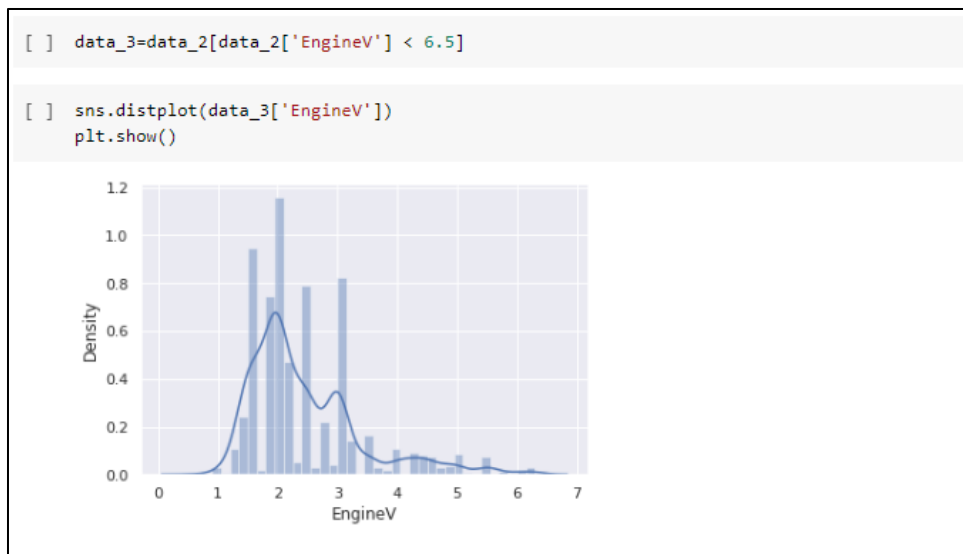 [ ] data_3=data_2[data_2['EngineV'] < 6.5]
[ ] sns.distplot(data_3['EngineV'])
plt.show()
1.2
1.0
0.8
0.6
0.4
0.2
0.0
Density
0 1 2 3 4 5 6 7
EngineV